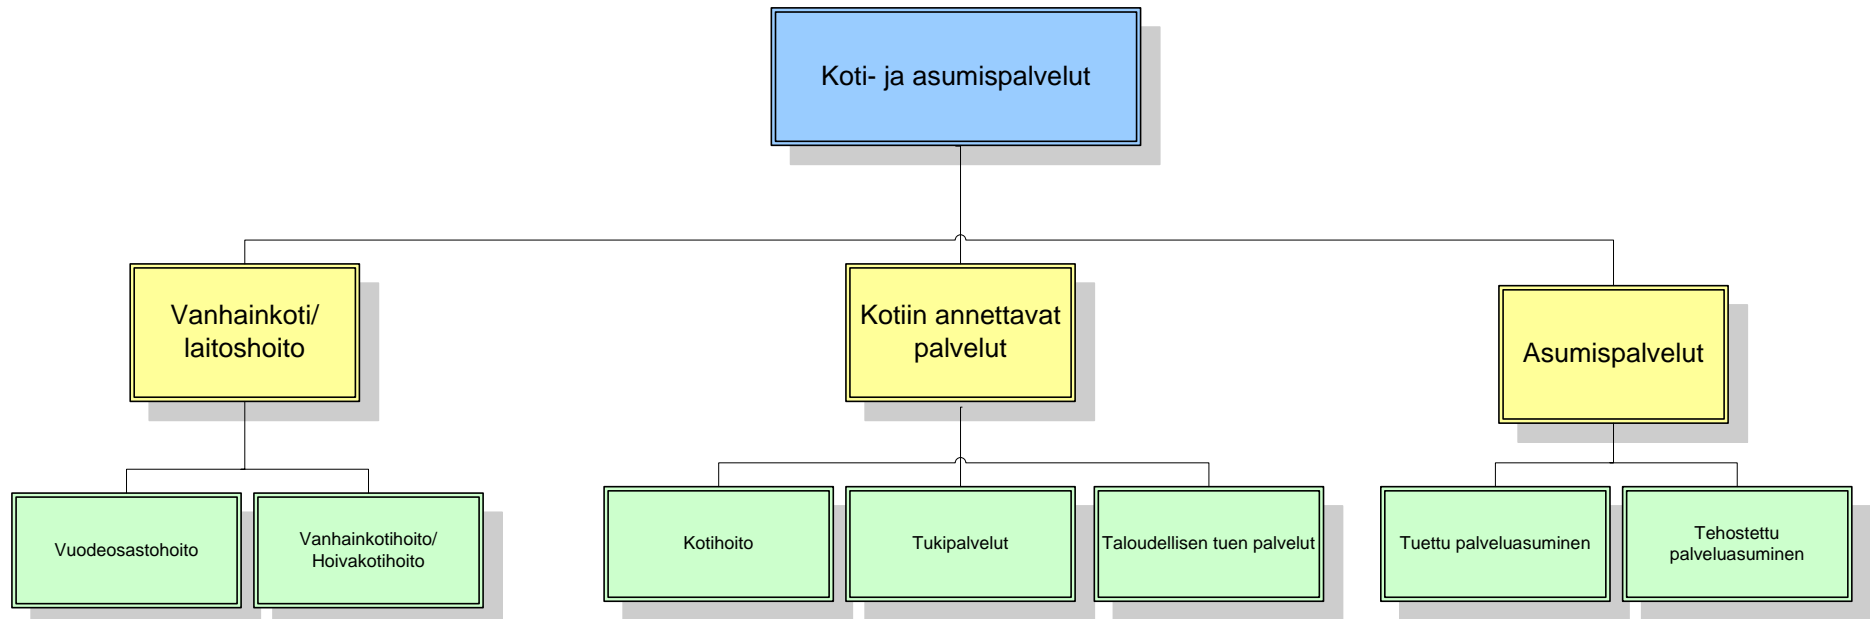 Koti- ja asumispalvelut
Vanhainkoti/
laitoshoito
Kotiin annettavat
palvelut
Asumispalvelut
Vuodeosastohoito
Vanhainkotihoito/
Hoivakotihoito
Kotihoito
Tukipalvelut
Taloudellisen tuen palvelut
Tuettu palveluasuminen
Tehostettu
palveluasuminen